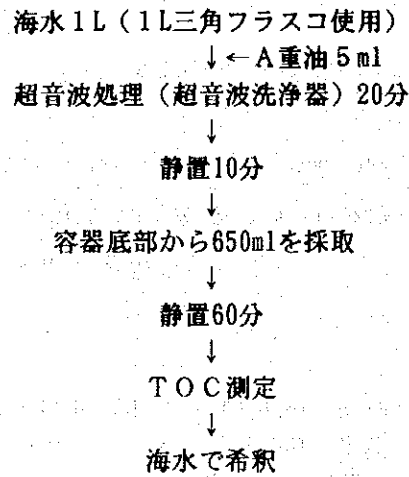 海水1L（1L三角フラスコ使用）
↓←A重油5ml
超音波処理（超音波洗浄器）20分
↓
静置10分
↓
容器底部から650mlを採取
↓
静置60分
↓
ＴＯＣ測定
↓
海水で希釈